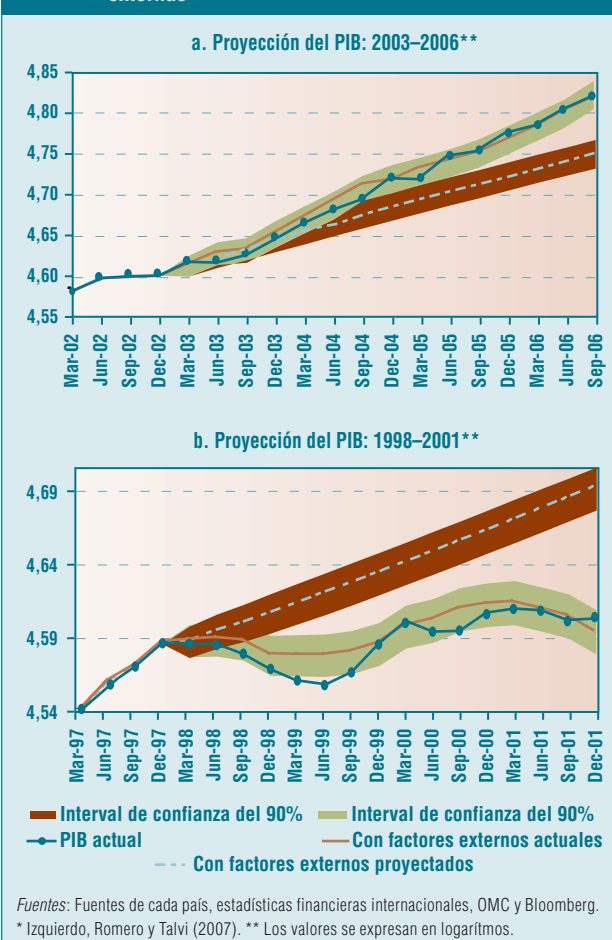 a. Proyección del PIB: 2003–2006**
4,85
4,80
4,75
4,70
4,65
4,60
4,55
Mar-02
Jun-02
Sep-02
Dec-02
Mar-03
Jun-03
Sep-03
Dec-03
Mar-04
Jun-04
Sep-04
Dec-04
Mar-05
Jun-05
Sep-05
Dec-05
Mar-06
Jun-06
Sep-06
b. Proyección del PIB: 1998–2001**
4,69
4,64
4,59
4,54
Mar-97
Jun-97
Sep-97
Dec-97
Mar-98
Jun-98
Sep-98
Dec-98
Mar-99
Jun-99
Sep-99
Dec-99
Mar-00
Jun-00
Sep-00
Dec-00
Mar-01
Jun-01
Sep-01
Dec-01
Interval de confianza del 90% Interval de confianza del 90%
PIB actual Con factores externos actuales
Con factores externos proyectados
Fuentes: Fuentes de cada país, estadísticas financieras internacionales, OMC y Bloomberg.
* Izquierdo, Romero y Talvi (2007). ** Los valores se expresan en logarítmos.